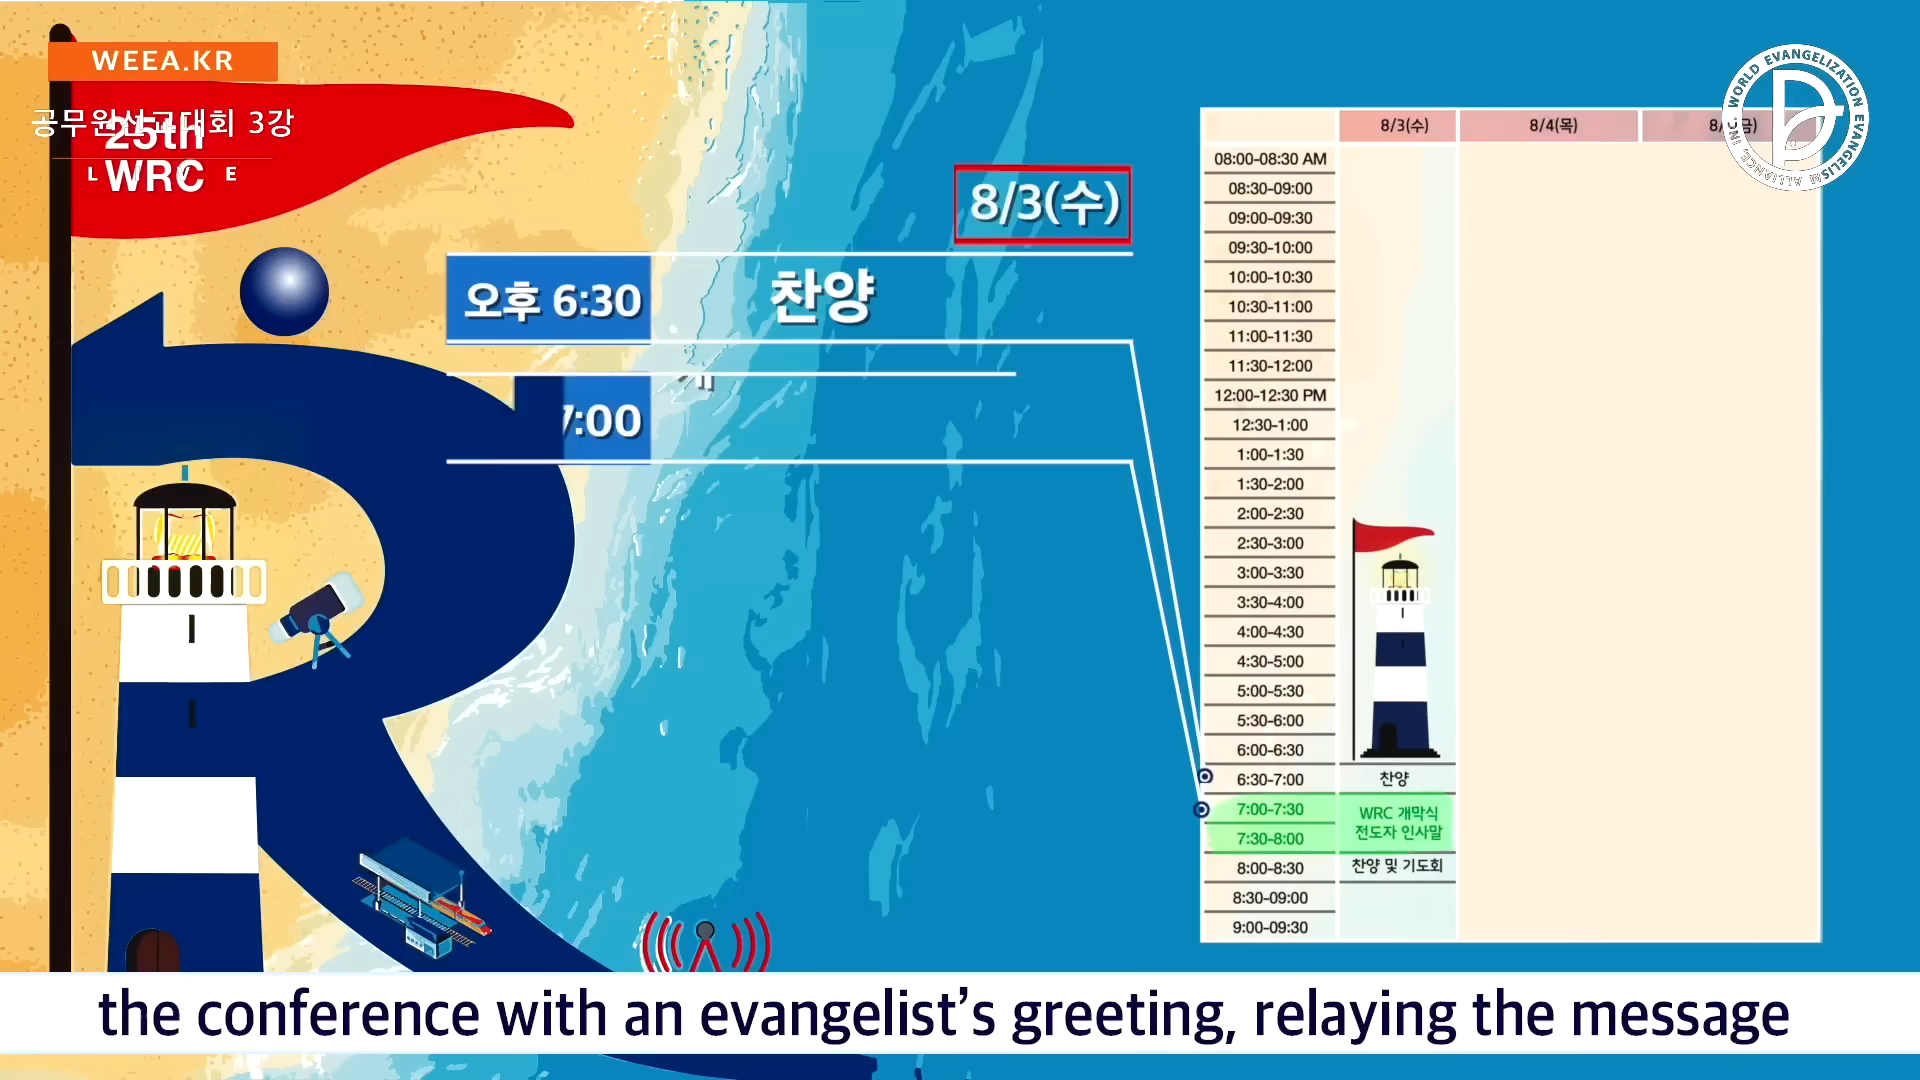 WEEA.KR
공무원선교대회 3강
25th
WRC
L V E
WORLD EVANGELIZATION EVANGELISM ALLIANCE, INC.
8/3(수)
오후 6:30 찬양
7:00
8/3(수) 8/4(목)
08:00-08:30 AM
08:30-09:00
09:00-09:30
09:30-10:00
10:00-10:30
10:30-11:00
11:00-11:30
11:30-12:00
12:00-12:30 PM
12:30-1:00
1:00-1:30
1:30-2:00
2:00-2:30
2:30-3:00
3:00-3:30
3:30-4:00
4:00-4:30
4:30-5:00
5:00-5:30
5:30-6:00
6:00-6:30
6:30-7:00 찬양
7:00-7:30 WRC 개막식
7:30-8:00 전도자 인사말
8:00-8:30 찬양 및 기도회
8:30-09:00
9:00-09:30
the conference with an evangelist's greeting, relaying the message